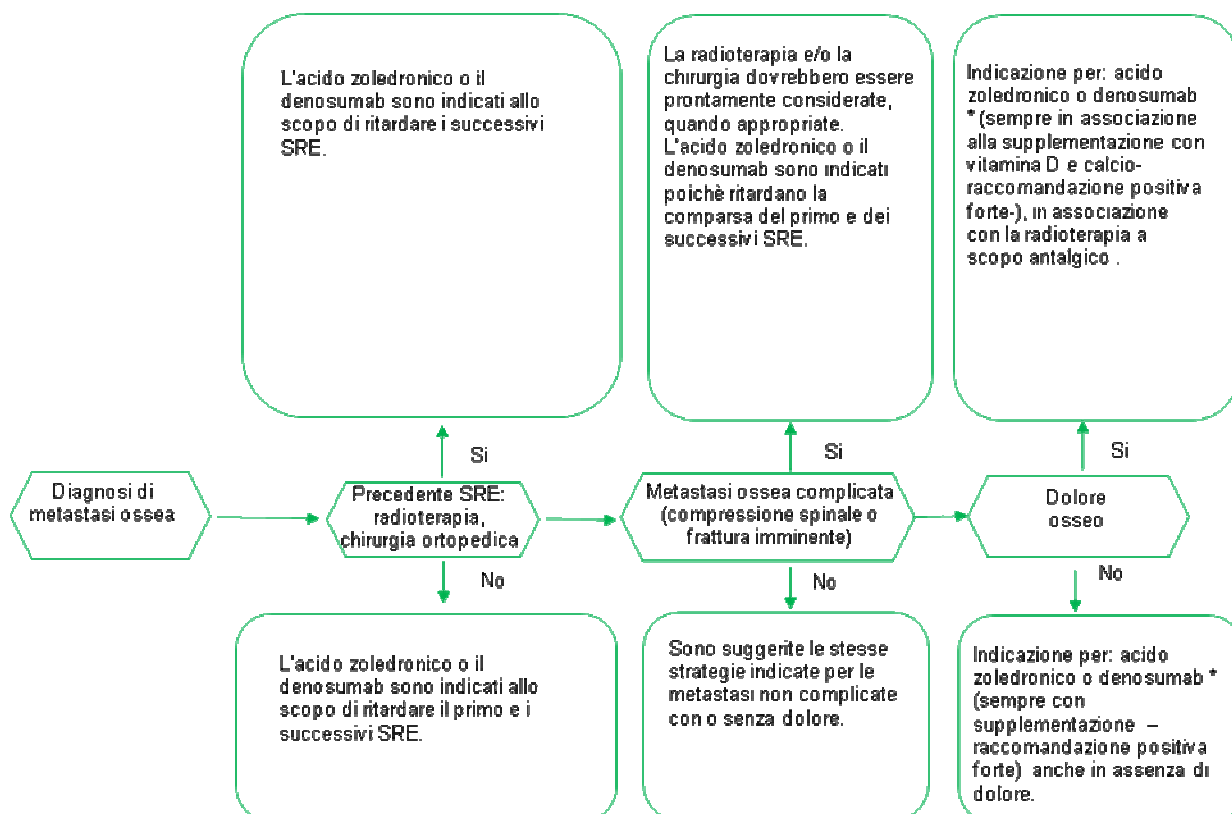 L'acido zoledronico o il
denosumab sono indicati allo
scopo di ritardare i successivi
SRE.
La radioterapia e/o la
chirurgia dovrebbero essere
prontamente considerate,
quando appropriate.
L'acido zoledronico o il
denosumab sono indicati
poichè ritardano la
comparsa del primo e dei
successivi SRE.
Indicazione per: acido
zoledronico o denosumab
* (sempre in associazione
alla supplementazione con
vitamina D e calcio-
raccomandazione positiva
forte-), in associazione
con la radioterapia a
scopo antalgico .
Si
Si
Si
Diagnosi di
metastasi ossea
Precedente SRE:
radioterapia,
chirurgia ortopedica
Metastasi ossea complicata
(compressione spinale o
frattura imminente)
Dolore
osseo
No
No
No
L'acido zoledronico o il
denosumab sono indicati allo
scopo di ritardare il primo e i
successivi SRE.
Sono suggerite le stesse
strategie indicate per le
metastasi non complicate
con o senza dolore.
Indicazione per: acido
zoledronico o denosumab *
(sempre con
supplementazione –
raccomandazione positiva
forte) anche in assenza di
dolore.